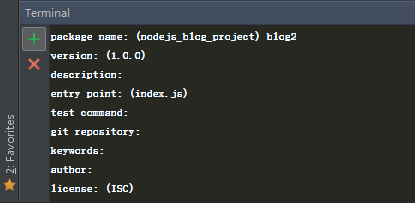 Terminal
package name: (nodejs_blog_project) blog2
version: (1.0.0)
description:
entry point: (index.js)
test command:
git repository:
keywords:
author:
license: (ISC)
2: Favorites